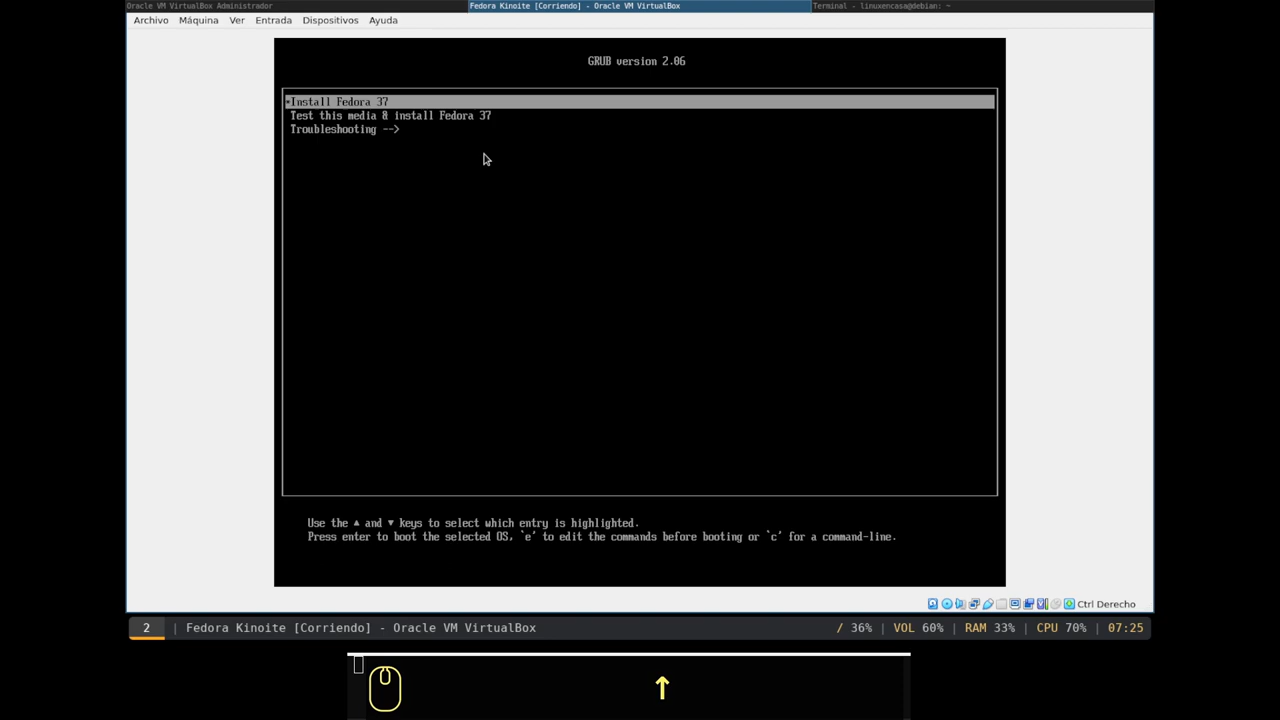 Oracle VM VirtualBox Administrador
Fedora Kinoite [Corriendo] - Oracle VM VirtualBox
Terminal - linuxencasa@debian: ~
Archivo Máquina Ver Entrada Dispositivos Ayuda
GRUB version 2.06
*Install Fedora 37
Test this media & install Fedora 37
Troubleshooting -->
Use the ▲ and ▼ keys to select which entry is highlighted.
Press enter to boot the selected OS, `e' to edit the commands before booting or `c' for a command-line.
Ctrl Derecho
2 | Fedora Kinoite [Corriendo] - Oracle VM VirtualBox
/ 36% | VOL 60% | RAM 33% | CPU 70% | 07:25
↑